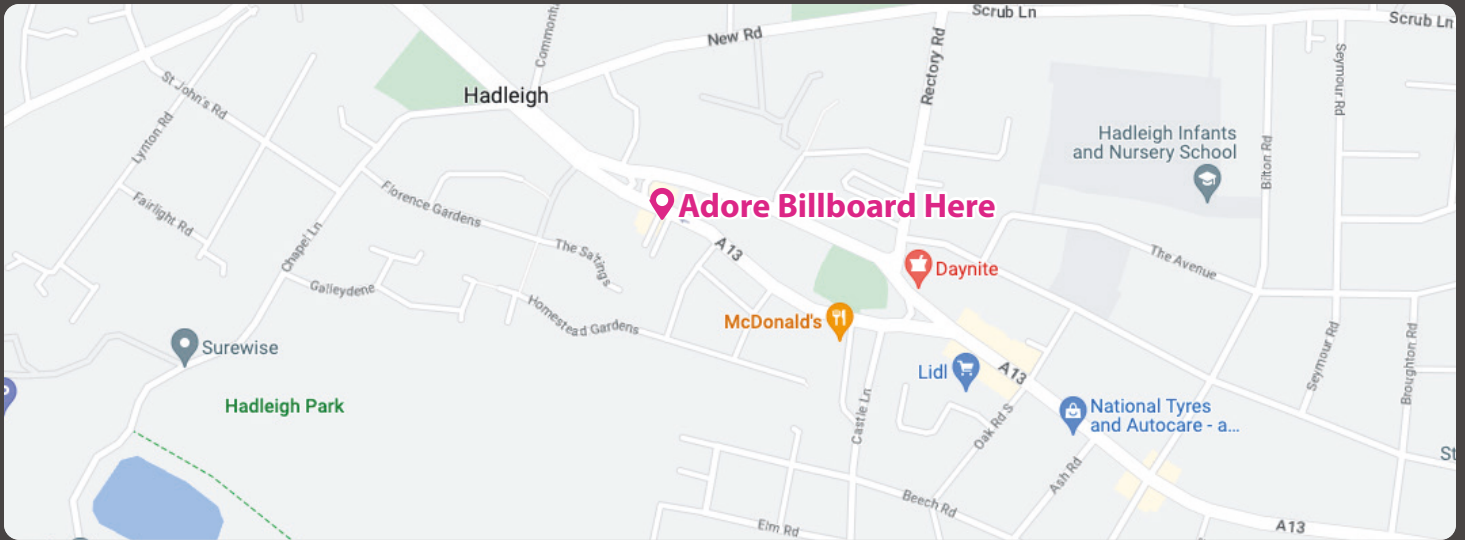 Scrub Ln
Scrub Ln
New Rd
Rectory Rd
Seymour Rd
St John's Rd
Hadleigh
Lynton Rd
Hadleigh Infants
and Nursery School
Bilton Rd
Florence Gardens
Fairlight Rd
Adore Billboard Here
Chapel Ln
The Saltings
A13
The Avenue
Daynite
Galleydene
Homestead Gardens
McDonald's
Surewise
Lidl
A13
Seymour Rd
Broughton Rd
Hadleigh Park
Castle Ln
Oak Rd S
National Tyres
and Autocare - a...
St
Ash Rd
Beech Rd
Elm Rd
A13